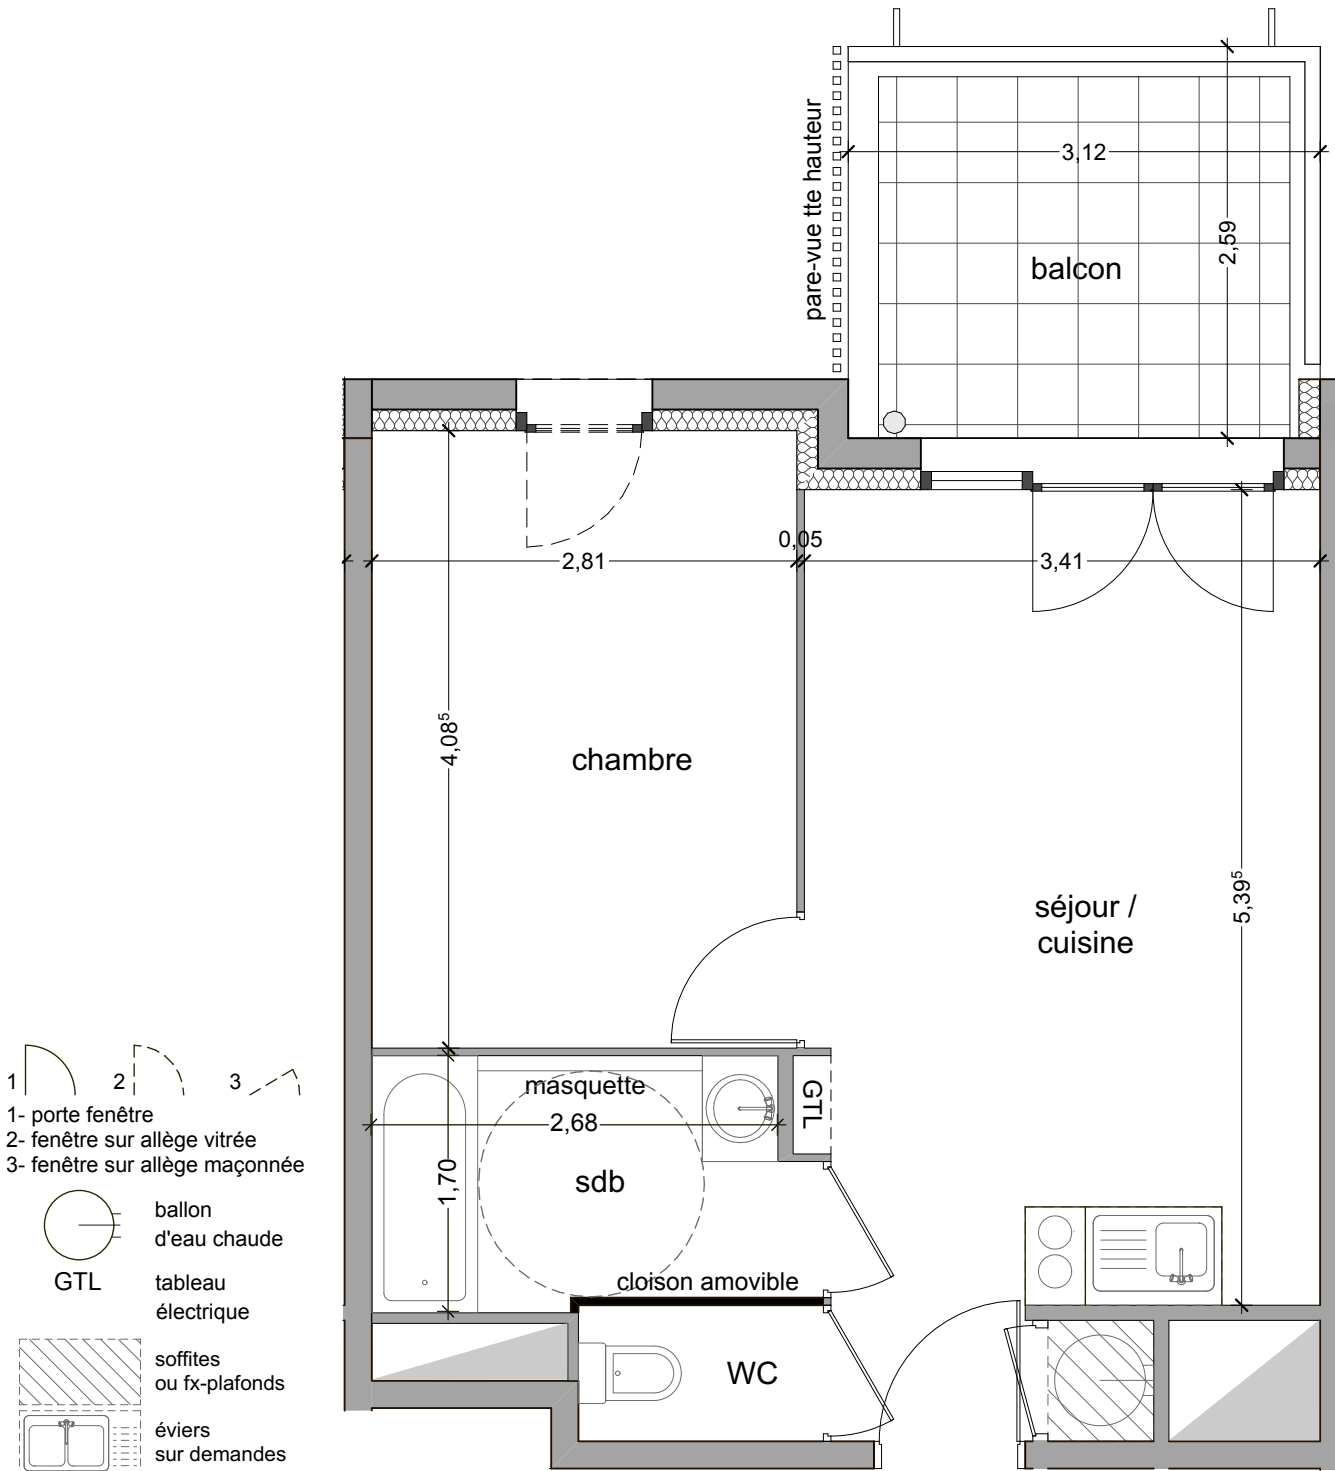 pare-vue tte hauteur
3,12
2,59
balcon
0,05
2,81
3,41
4,08⁵
chambre
séjour /
cuisine
5,39⁵
masquette
GTL
2,68
1,70
sdb
cloison amovible
WC
1
2
3
1- porte fenêtre
2- fenêtre sur allège vitrée
3- fenêtre sur allège maçonnée
ballon
d'eau chaude
GTL
tableau
électrique
soffites
ou fx-plafonds
éviers
sur demandes